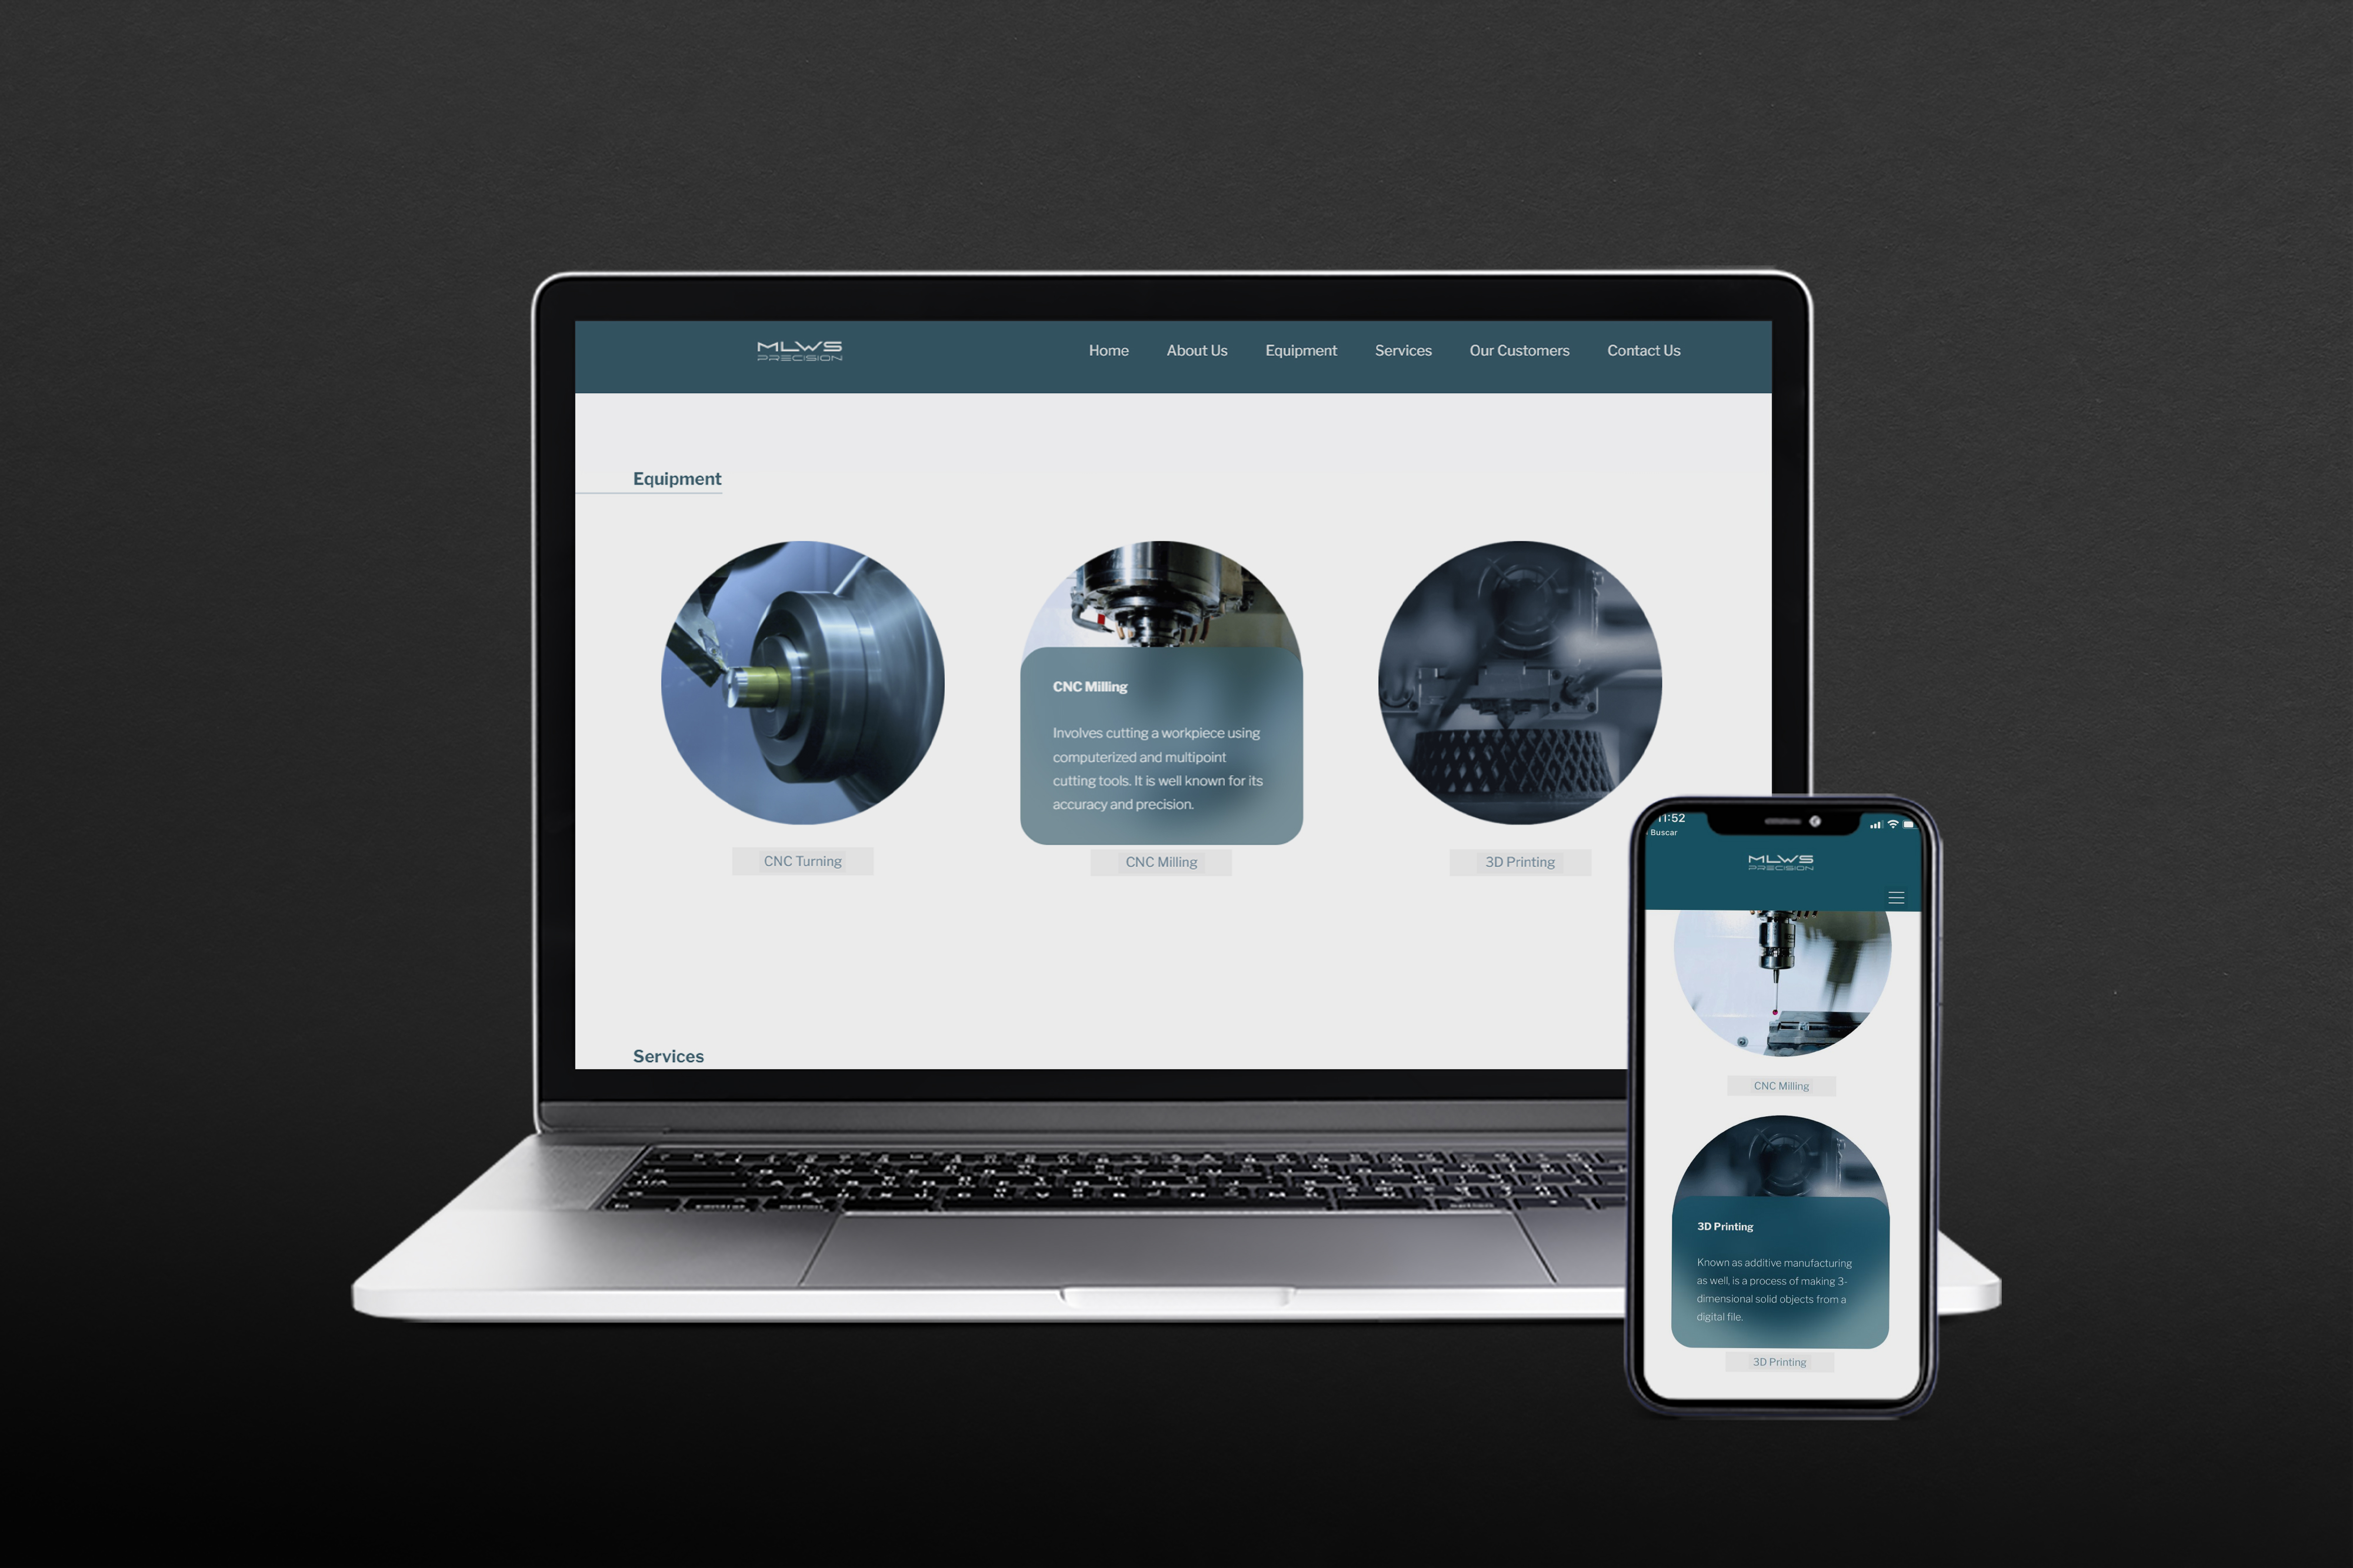 MLWS
PRECISION
Home About Us Equipment Services Our Customers Contact Us
Equipment
CNC Milling
Involves cutting a workpiece using
computerized and multipoint
cutting tools. It is well known for its
accuracy and precision.
CNC Turning
CNC Milling
3D Printing
Services
11:52
Buscar
MLWS
PRECISION
CNC Milling
3D Printing
Known as additive manufacturing
as well, is a process of making 3-
dimensional solid objects from a
digital file.
3D Printing